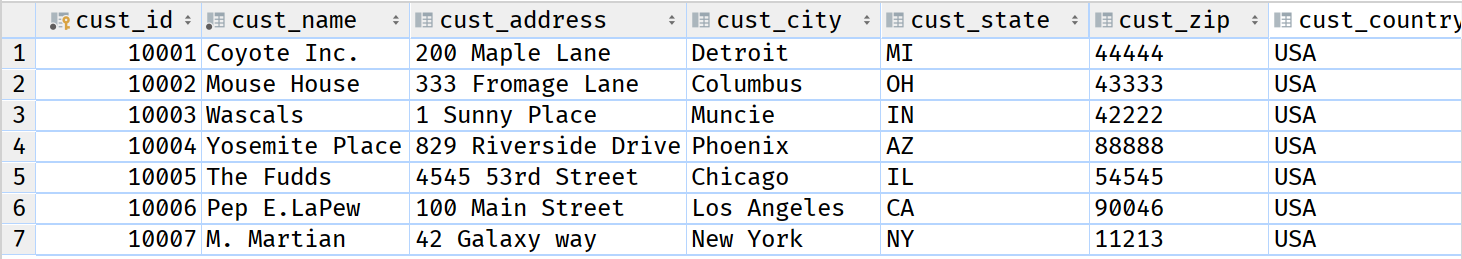 cust_id cust_name cust_address cust_city cust_state cust_zip cust_country
1 10001 Coyote Inc. 200 Maple Lane Detroit MI 44444 USA
2 10002 Mouse House 333 Fromage Lane Columbus OH 43333 USA
3 10003 Wascals 1 Sunny Place Muncie IN 42222 USA
4 10004 Yosemite Place 829 Riverside Drive Phoenix AZ 88888 USA
5 10005 The Fudds 4545 53rd Street Chicago IL 54545 USA
6 10006 Pep E.LaPew 100 Main Street Los Angeles CA 90046 USA
7 10007 M. Martian 42 Galaxy way New York NY 11213 USA